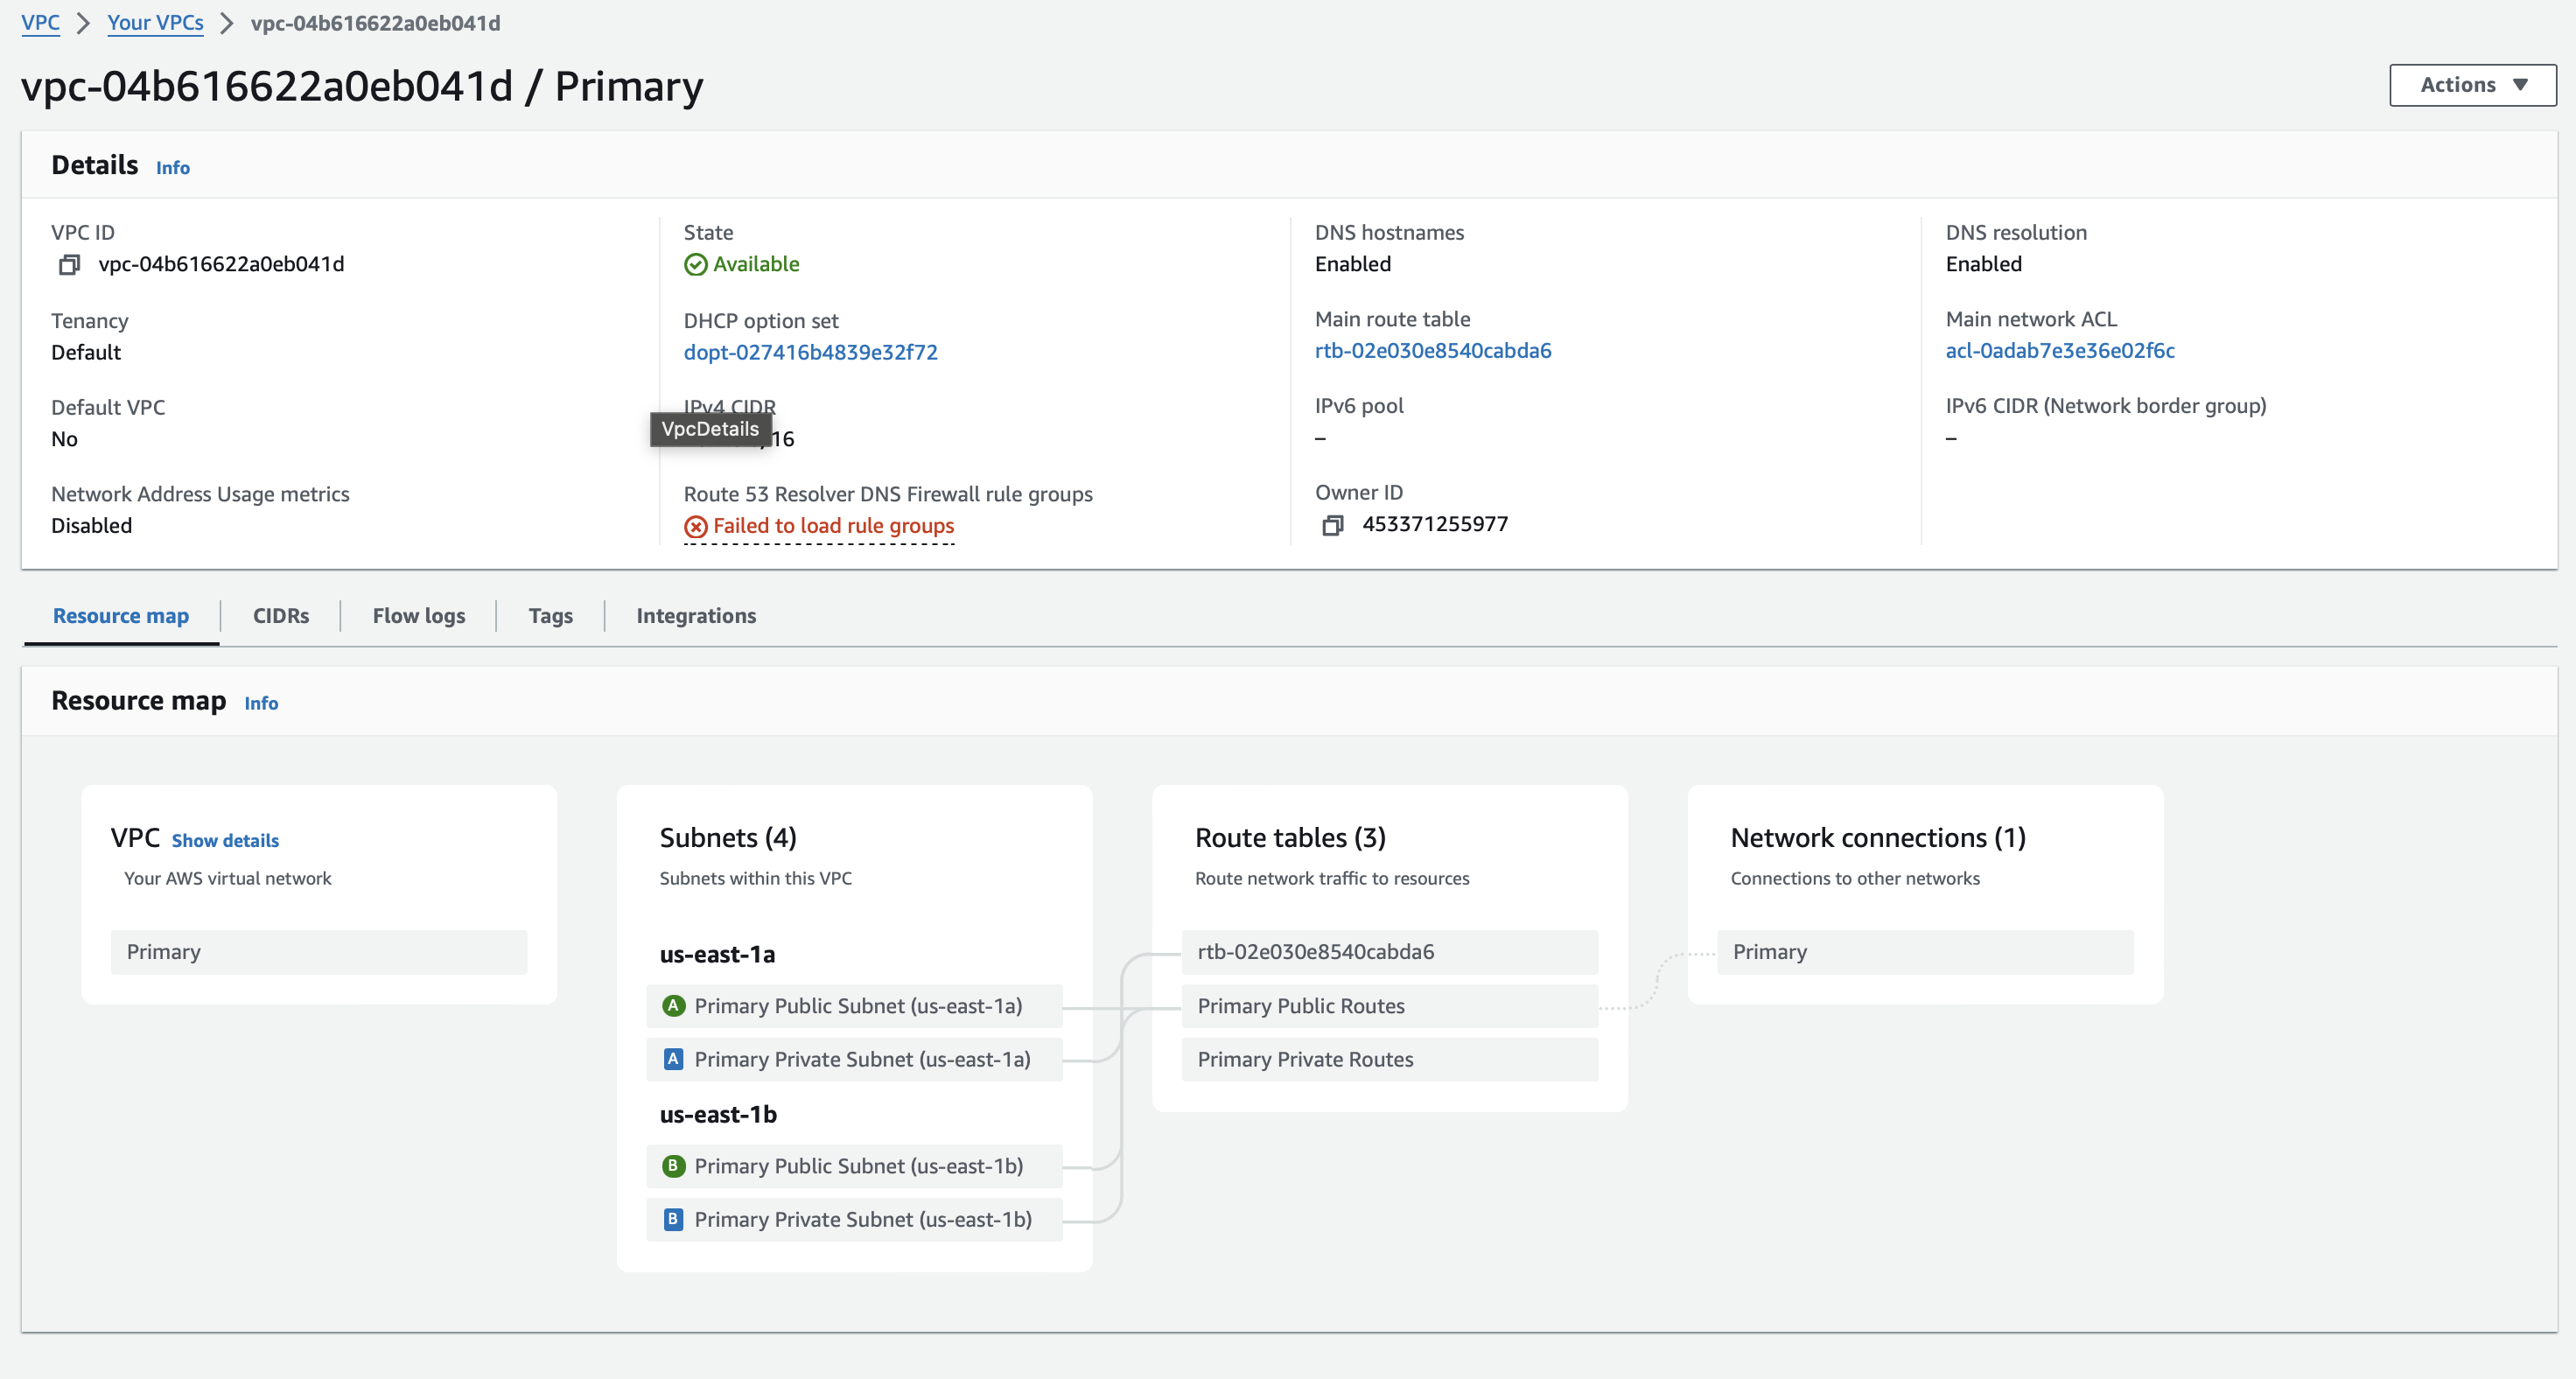 VPC > Your VPCs > vpc-04b616622a0eb041d
vpc-04b616622a0eb041d / Primary
Actions
Details Info
VPC ID
vpc-04b616622a0eb041d
State
Available
DNS hostnames
Enabled
DNS resolution
Enabled
Tenancy
Default
DHCP option set
dopt-027416b4839e32f72
Main route table
rtb-02e030e8540cabda6
Main network ACL
acl-0adab7e3e36e02f6c
Default VPC
No
IPv4 CIDR
VpcDetails
16
IPv6 pool
–
IPv6 CIDR (Network border group)
–
Network Address Usage metrics
Disabled
Route 53 Resolver DNS Firewall rule groups
Failed to load rule groups
Owner ID
453371255977
Resource map
CIDRs
Flow logs
Tags
Integrations
Resource map Info
VPC Show details
Your AWS virtual network
Primary
Subnets (4)
Subnets within this VPC
us-east-1a
A Primary Public Subnet (us-east-1a)
A Primary Private Subnet (us-east-1a)
us-east-1b
B Primary Public Subnet (us-east-1b)
B Primary Private Subnet (us-east-1b)
Route tables (3)
Route network traffic to resources
rtb-02e030e8540cabda6
Primary Public Routes
Primary Private Routes
Network connections (1)
Connections to other networks
Primary